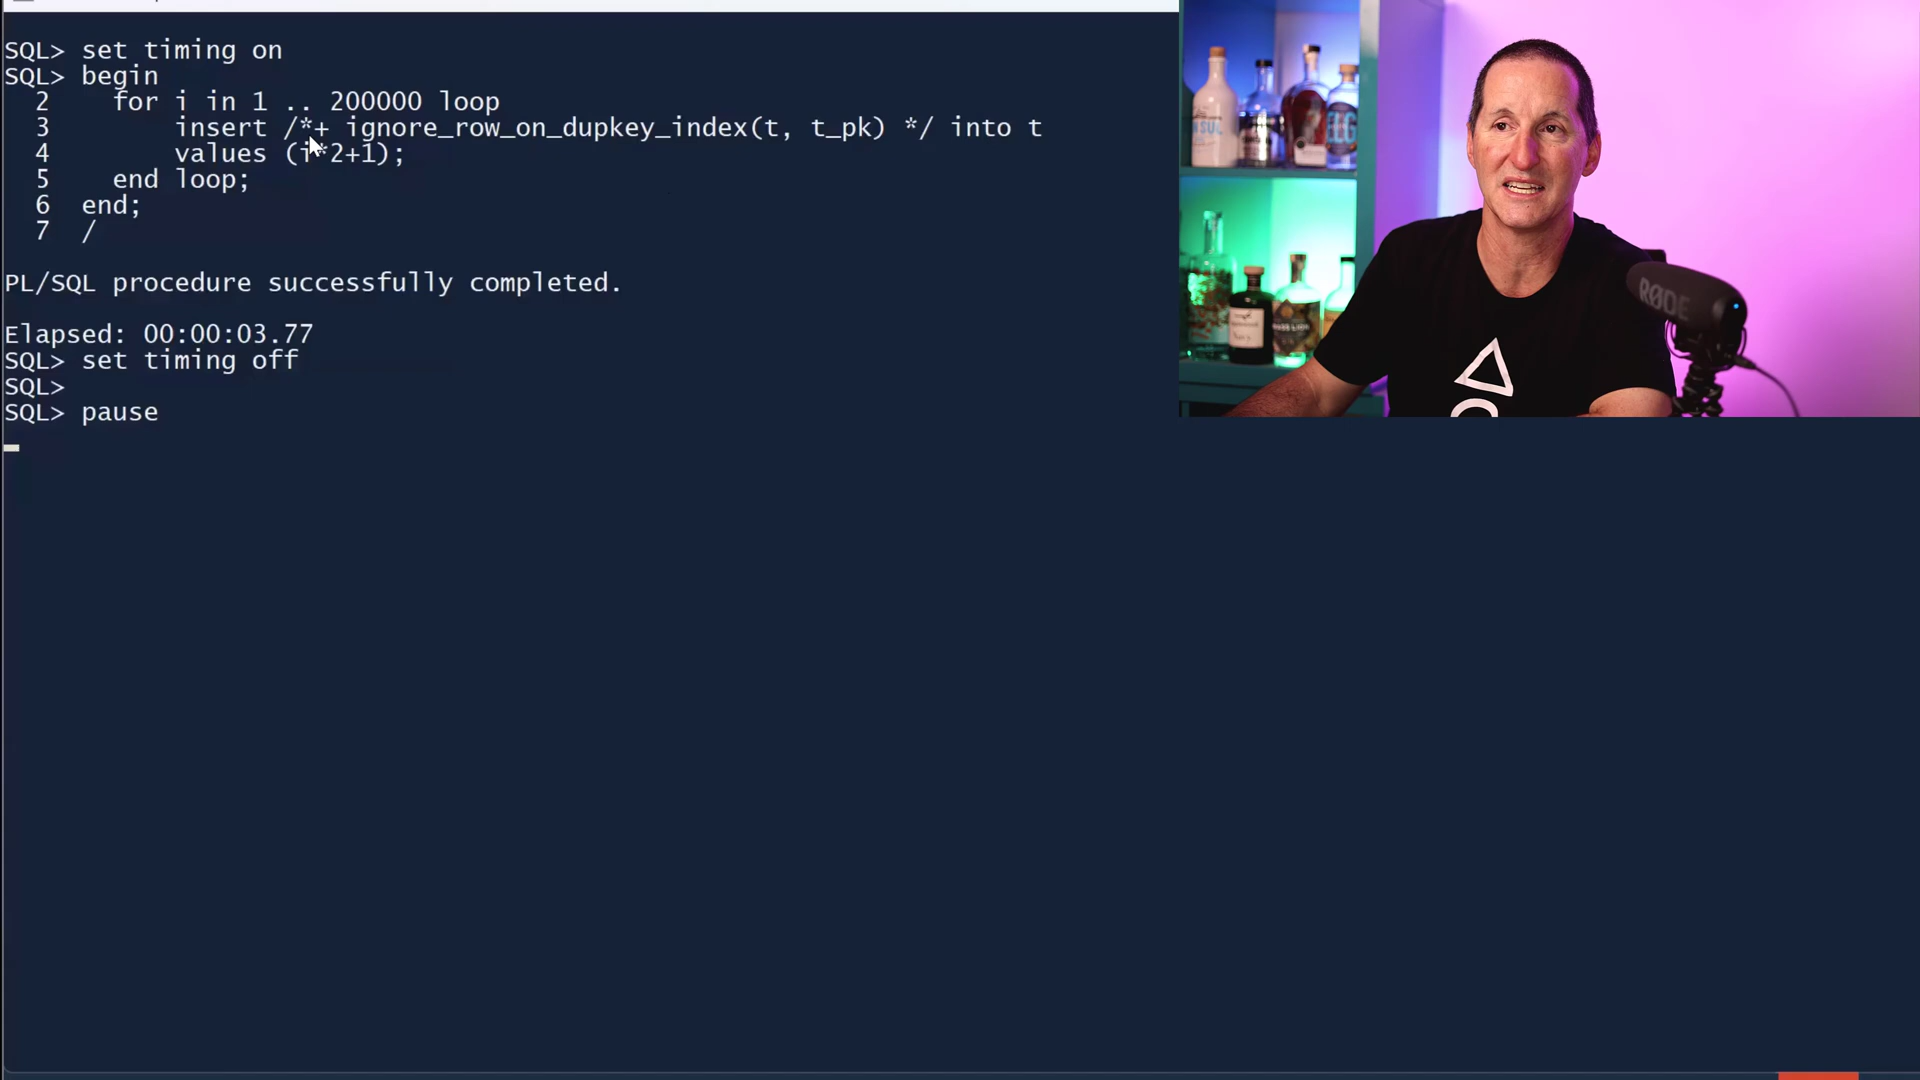 SQL> set timing on
SQL> begin
2 for i in 1 .. 200000 loop
3 insert /*+ ignore_row_on_dupkey_index(t, t_pk) */ into t
4 values (i*2+1);
5 end loop;
6 end;
7 /
PL/SQL procedure successfully completed.
Elapsed: 00:00:03.77
SQL> set timing off
SQL>
SQL> pause
RØDE